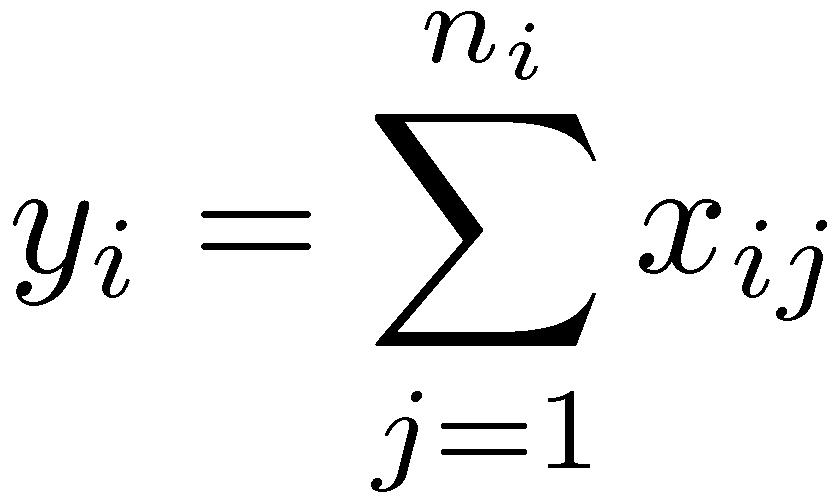 y_i = \sum_{j=1}^{n_i} x_{ij}